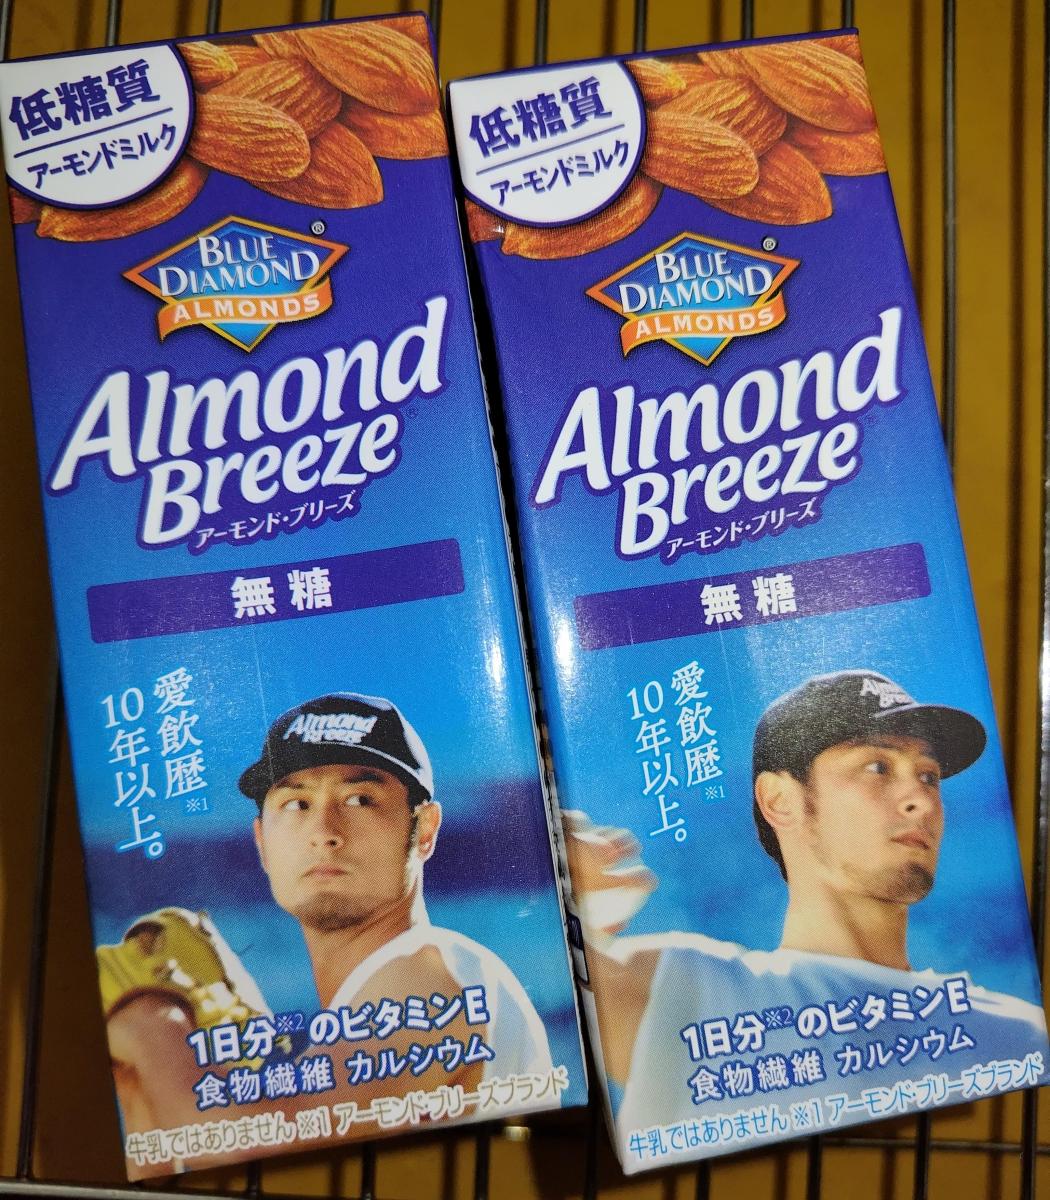 低糖質
アーモンドミルク
BLUE
DIAMOND
ALMONDS
®
Almond
Breeze®
アーモンド・ブリーズ
無糖
愛飲歴※1
10年以上。
Almond
Breeze
1日分※2のビタミンE
食物繊維 カルシウム
牛乳ではありません ※1 アーモンド・ブリーズブランド
低糖質
アーモンドミルク
BLUE
DIAMOND
ALMONDS
®
Almond
Breeze®
アーモンド・ブリーズ
無糖
愛飲歴※1
10年以上。
Almond
Breeze
1日分※2のビタミンE
食物繊維 カルシウム
牛乳ではありません ※1 アーモンド・ブリーズブランド